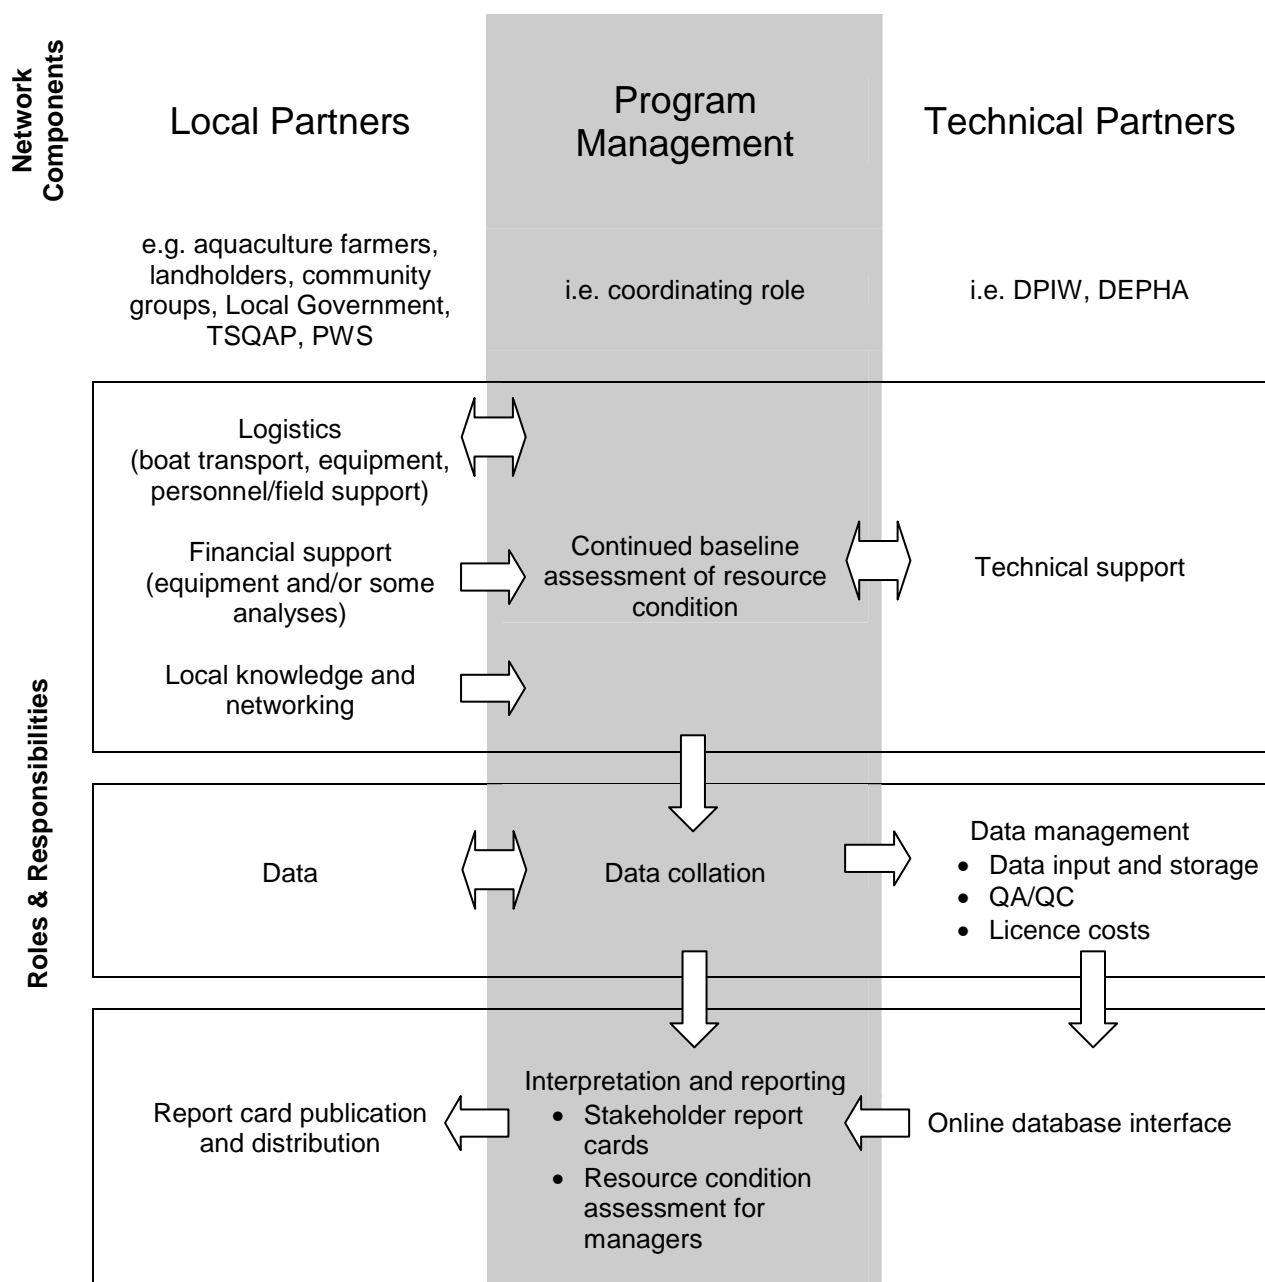 Network
Components
Local Partners
Program
Management
Technical Partners
e.g. aquaculture farmers,
landholders, community
groups, Local Government,
TSQAP, PWS
i.e. coordinating role
i.e. DPIW, DEPHA
Roles & Responsibilities
Logistics
(boat transport, equipment,
personnel/field support)
Financial support
(equipment and/or some
analyses)
Local knowledge and
networking
Continued baseline
assessment of resource
condition
Technical support
Data
Data collation
Data management
• Data input and storage
• QA/QC
• Licence costs
Report card publication
and distribution
Interpretation and reporting
• Stakeholder report
cards
• Resource condition
assessment for
managers
Online database interface